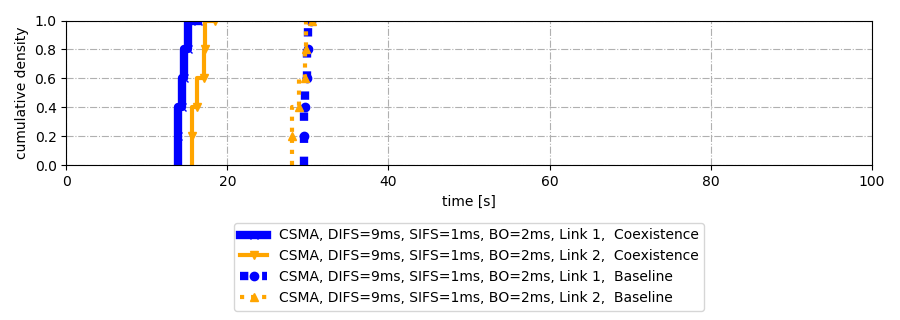 1.0
0.8
0.6
0.4
0.2
0.0
cumulative density
0 20 40 60 80 100
time [s]
CSMA, DIFS=9ms, SIFS=1ms, BO=2ms, Link 1,  Coexistence
CSMA, DIFS=9ms, SIFS=1ms, BO=2ms, Link 2,  Coexistence
CSMA, DIFS=9ms, SIFS=1ms, BO=2ms, Link 1,  Baseline
CSMA, DIFS=9ms, SIFS=1ms, BO=2ms, Link 2,  Baseline